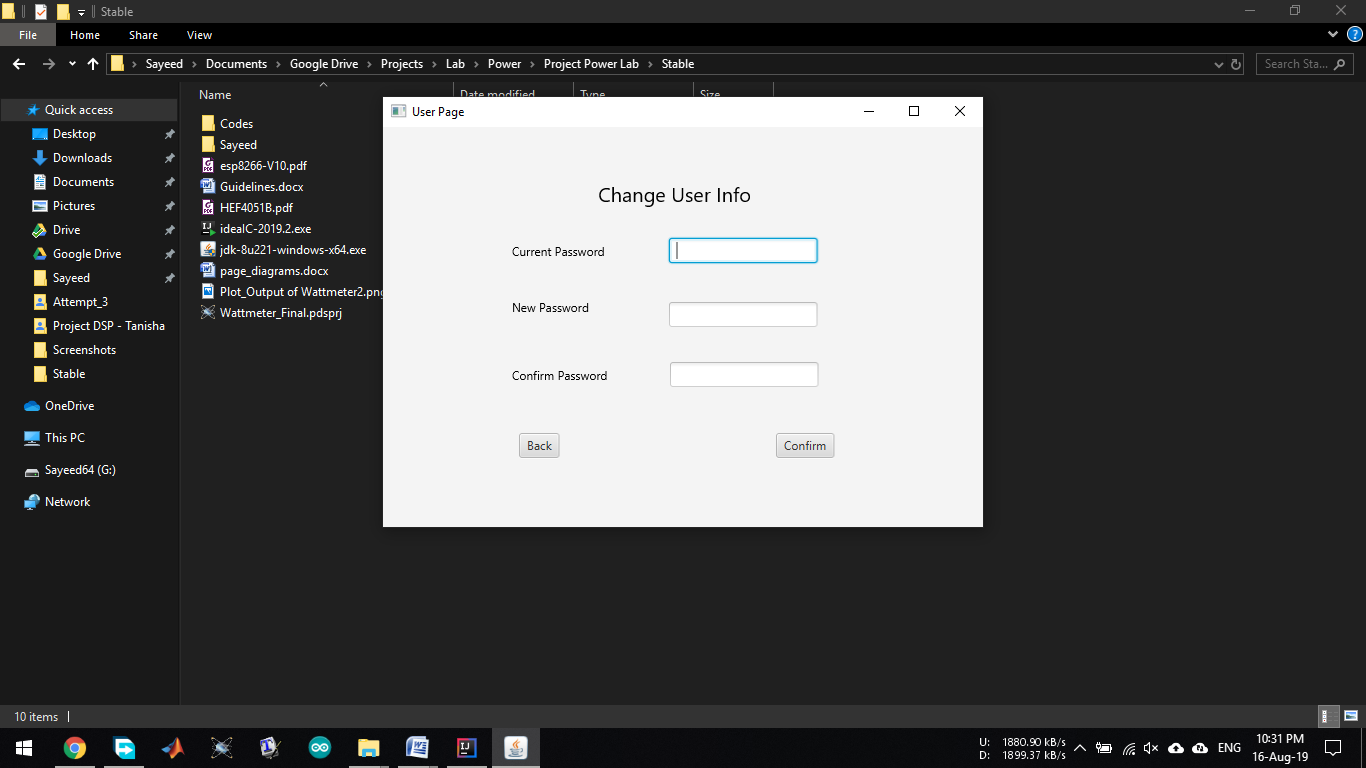 Stable
File Home Share View
Sayeed Documents Google Drive Projects Lab Power Project Power Lab Stable
Search Sta...
Quick access
Desktop
Downloads
Documents
Pictures
Drive
Google Drive
Sayeed
Attempt_3
Project DSP - Tanisha
Screenshots
Stable
OneDrive
This PC
Sayeed64 (G:)
Network
Name Date modified Type Size
Codes
Sayeed
esp8266-V10.pdf
Guidelines.docx
HEF4051B.pdf
ideaIC-2019.2.exe
jdk-8u221-windows-x64.exe
page_diagrams.docx
Plot_Output of Wattmeter2.png
Wattmeter_Final.pdsprj
User Page
Change User Info
Current Password
New Password
Confirm Password
Back Confirm
10 items
U: 1880.90 kB/s
D: 1899.37 kB/s
ENG
10:31 PM
16-Aug-19